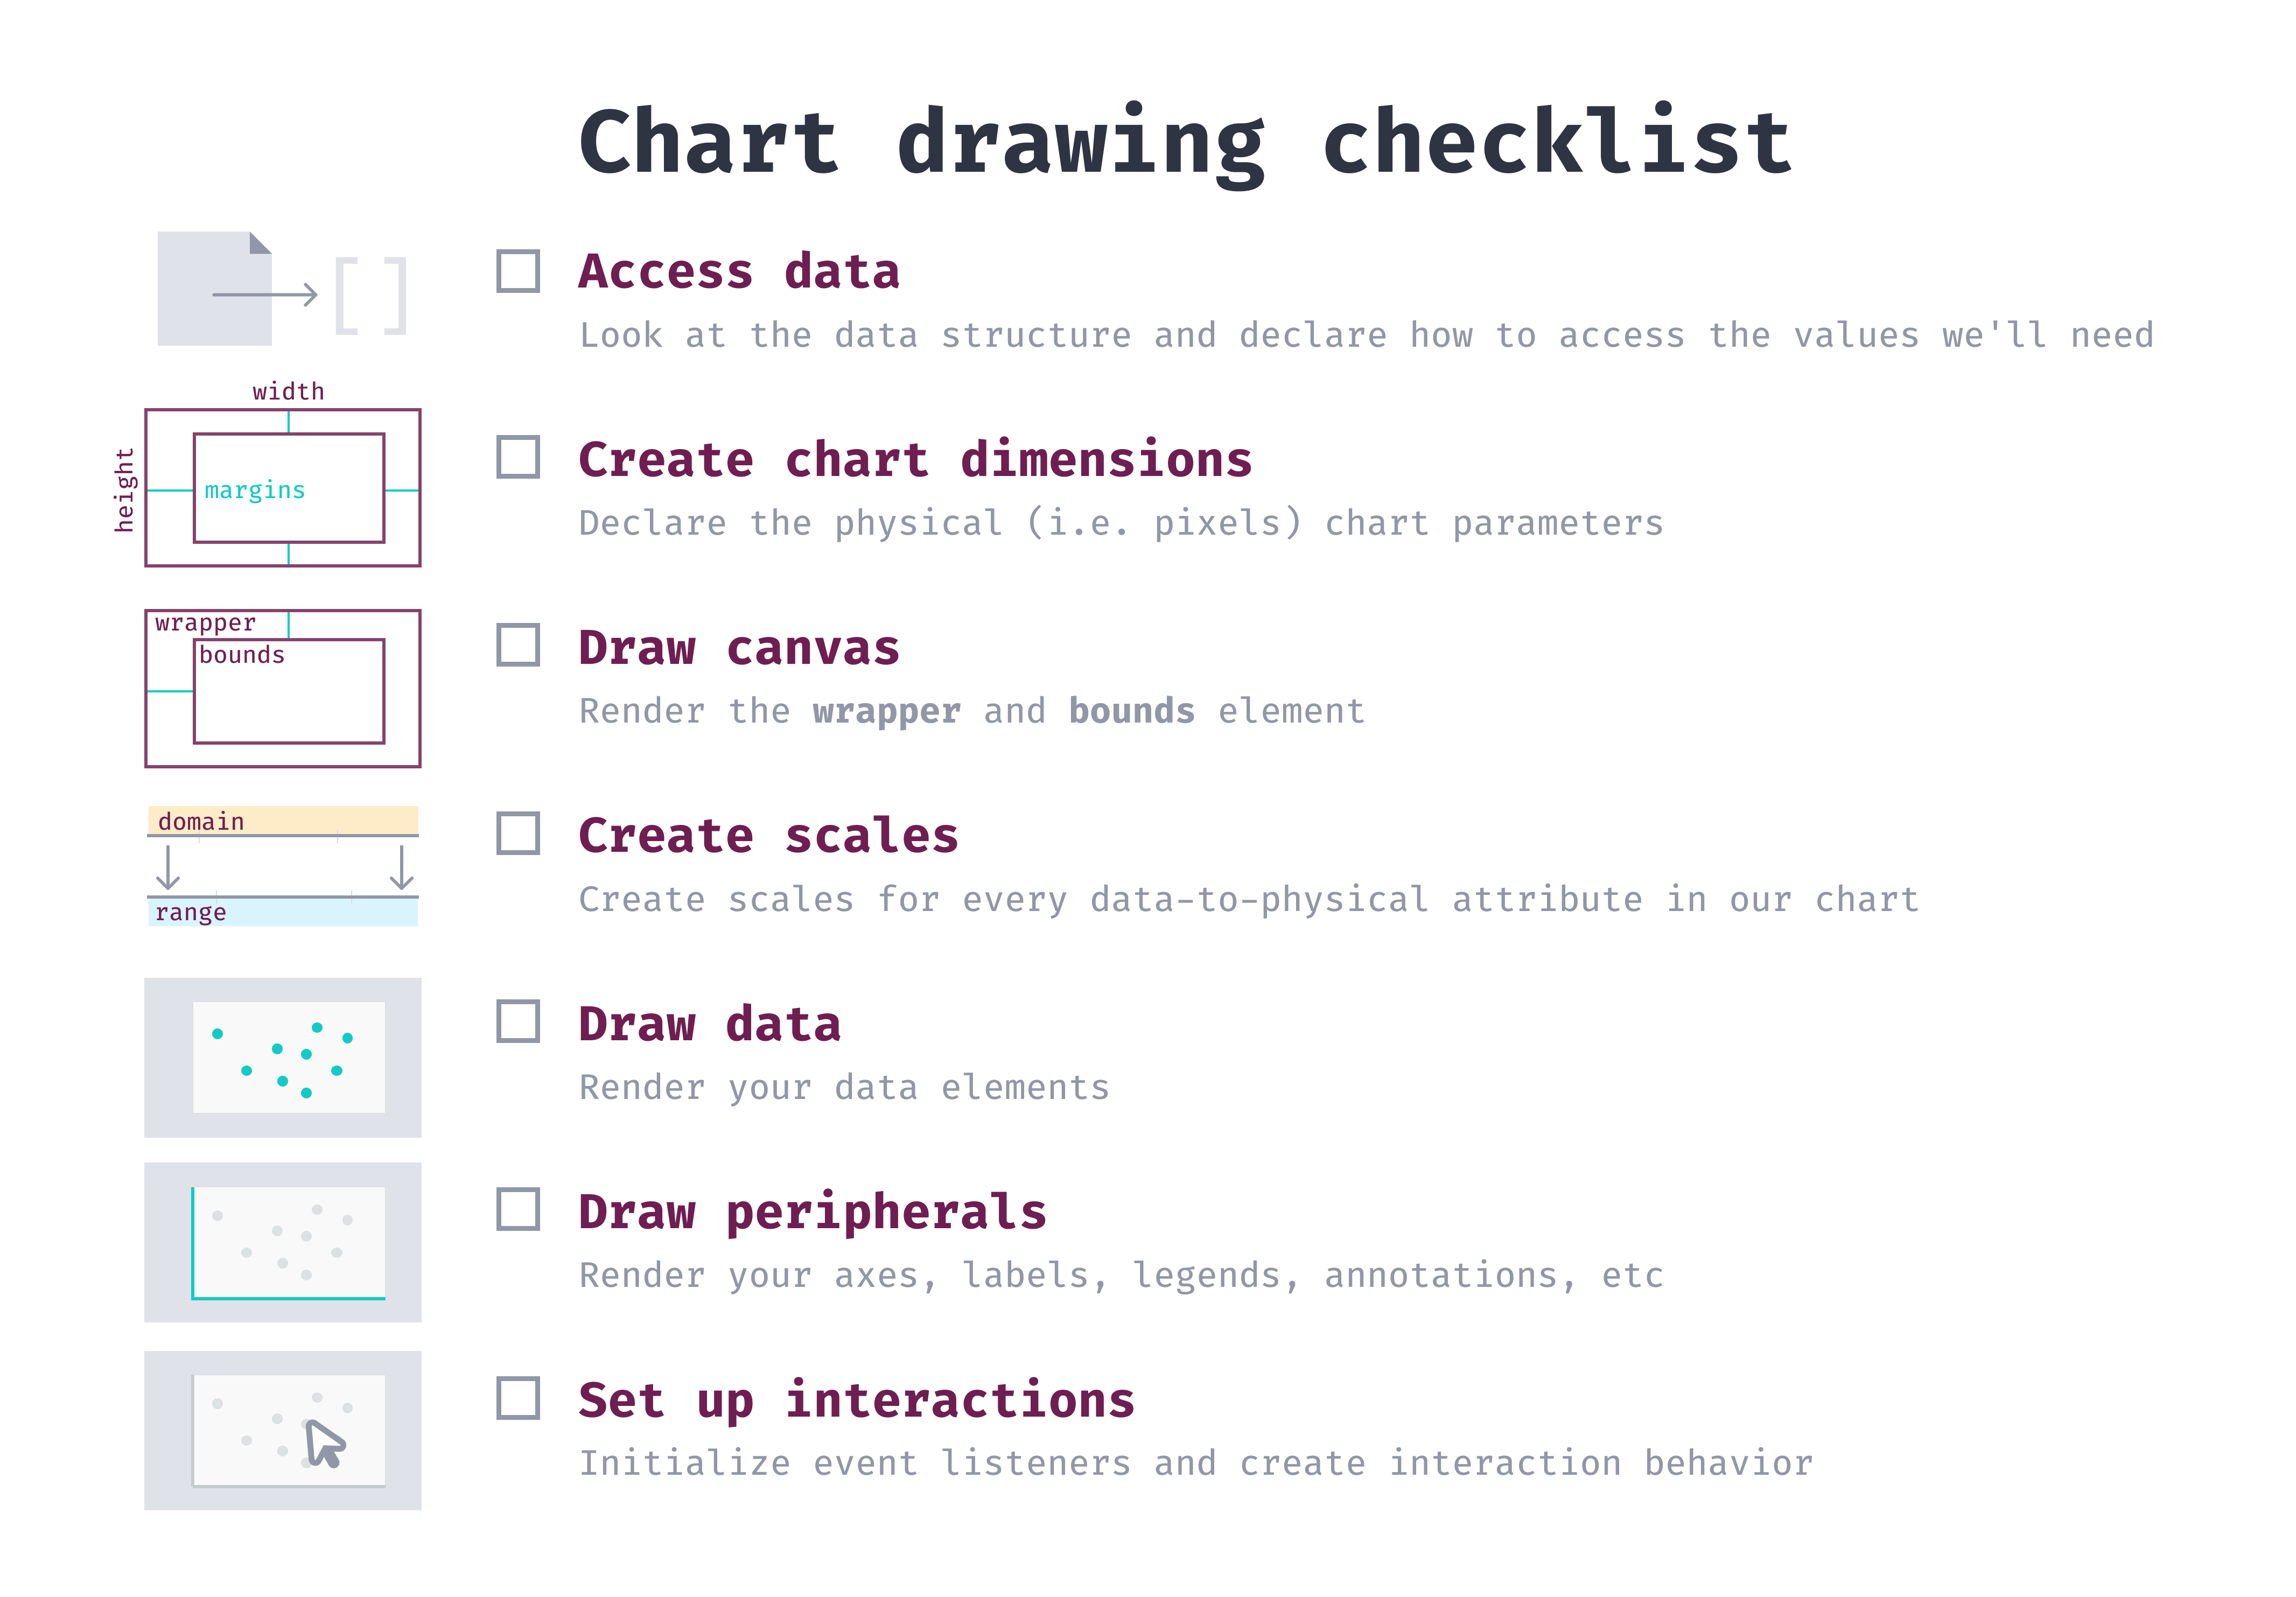 Chart drawing checklist
[ ]
Access data
Look at the data structure and declare how to access the values we'll need
width
height
margins
Create chart dimensions
Declare the physical (i.e. pixels) chart parameters
wrapper
bounds
Draw canvas
Render the wrapper and bounds element
domain
range
Create scales
Create scales for every data-to-physical attribute in our chart
Draw data
Render your data elements
Draw peripherals
Render your axes, labels, legends, annotations, etc
Set up interactions
Initialize event listeners and create interaction behavior